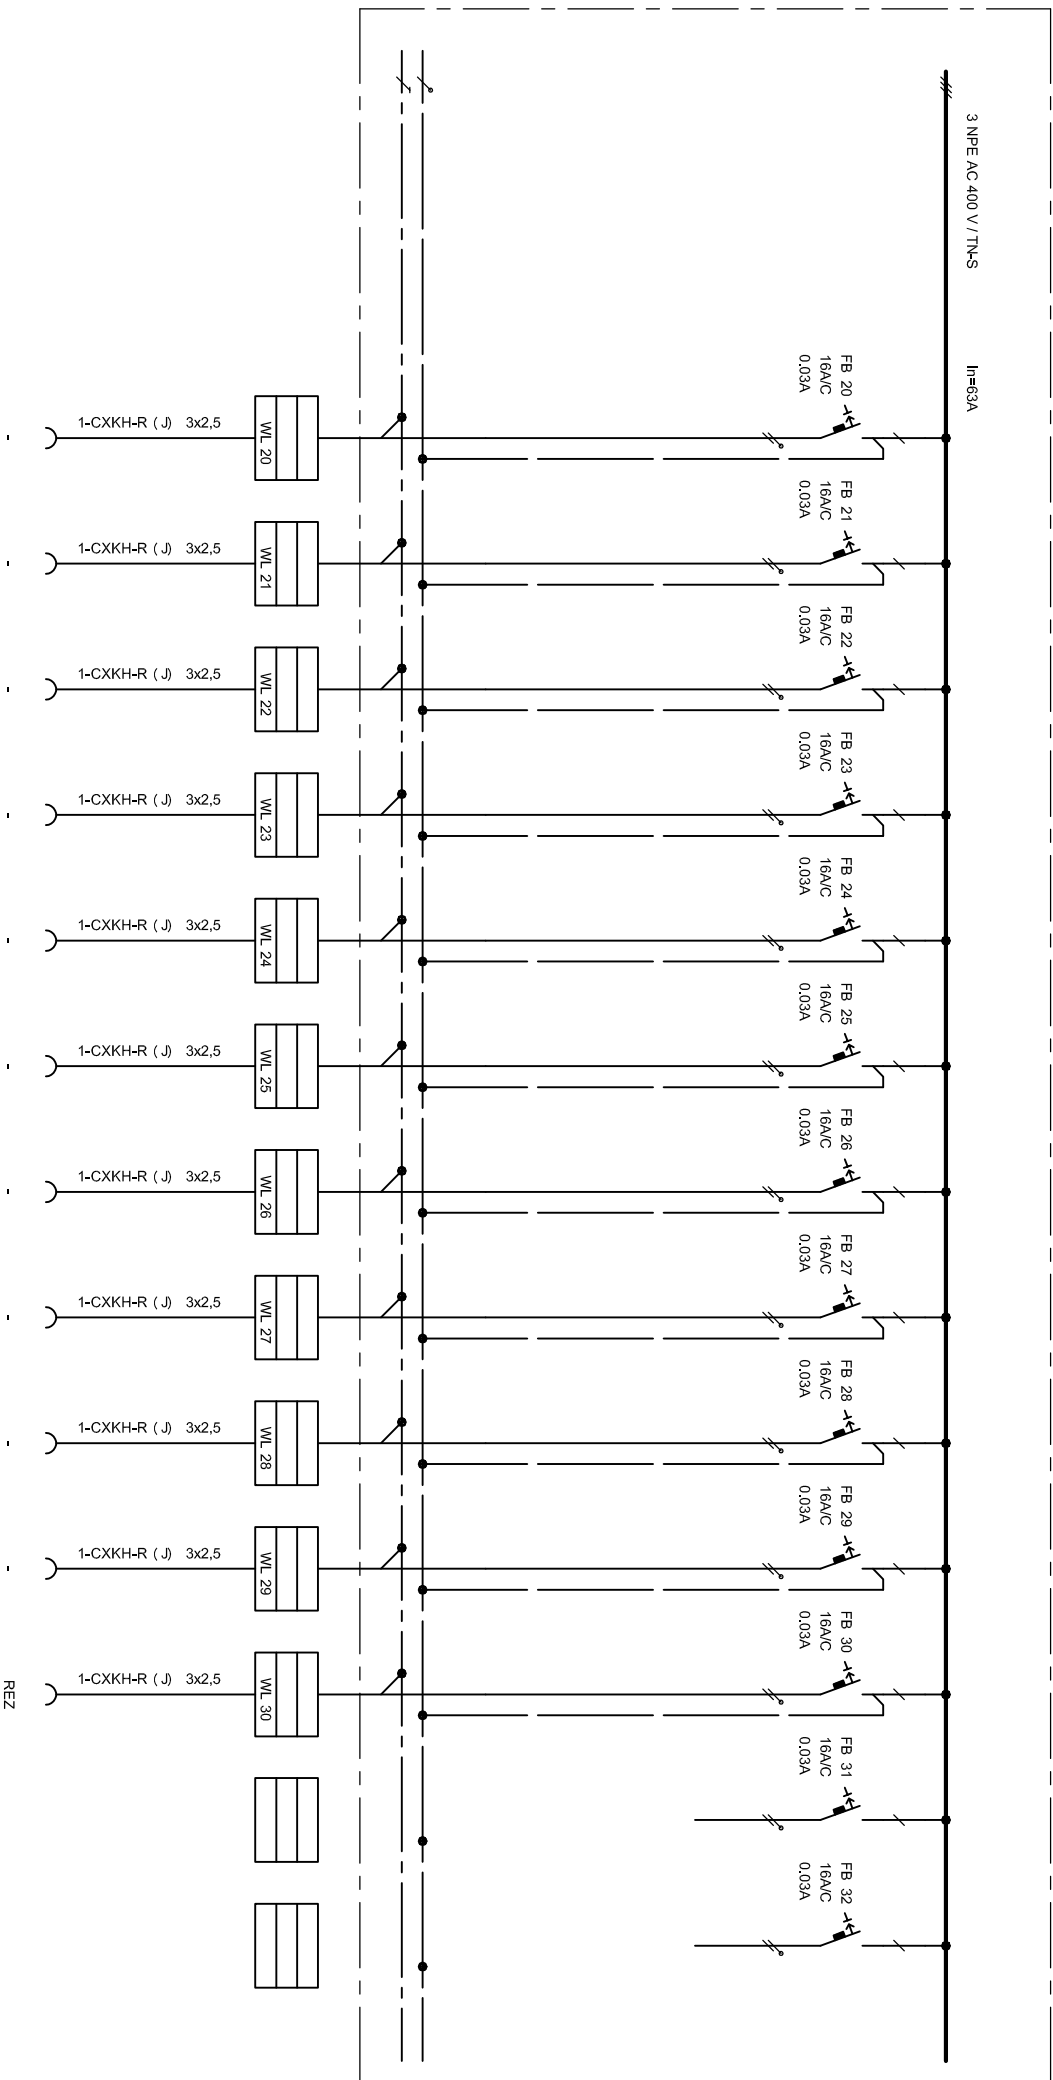 3 NPE AC 400 V / TN-S
In=63A
FB 20
16A/C
0.03A
FB 21
16A/C
0.03A
FB 22
16A/C
0.03A
FB 23
16A/C
0.03A
FB 24
16A/C
0.03A
FB 25
16A/C
0.03A
FB 26
16A/C
0.03A
FB 27
16A/C
0.03A
FB 28
16A/C
0.03A
FB 29
16A/C
0.03A
FB 30
16A/C
0.03A
FB 31
16A/C
0.03A
FB 32
16A/C
0.03A
WL 20
WL 21
WL 22
WL 23
WL 24
WL 25
WL 26
WL 27
WL 28
WL 29
WL 30
1-CXKH-R ( J) 3x2,5
1-CXKH-R ( J) 3x2,5
1-CXKH-R ( J) 3x2,5
1-CXKH-R ( J) 3x2,5
1-CXKH-R ( J) 3x2,5
1-CXKH-R ( J) 3x2,5
1-CXKH-R ( J) 3x2,5
1-CXKH-R ( J) 3x2,5
1-CXKH-R ( J) 3x2,5
1-CXKH-R ( J) 3x2,5
1-CXKH-R ( J) 3x2,5
-
-
-
-
-
-
-
-
-
-
REZ